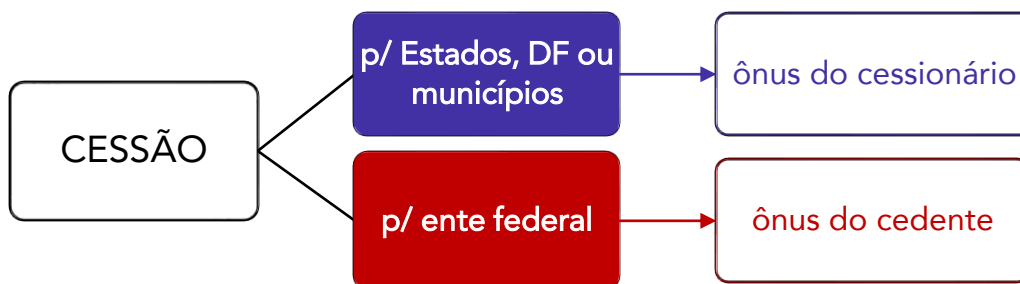 CESSÃO
p/ Estados, DF ou
municípios
ônus do cessionário
p/ ente federal
ônus do cedente